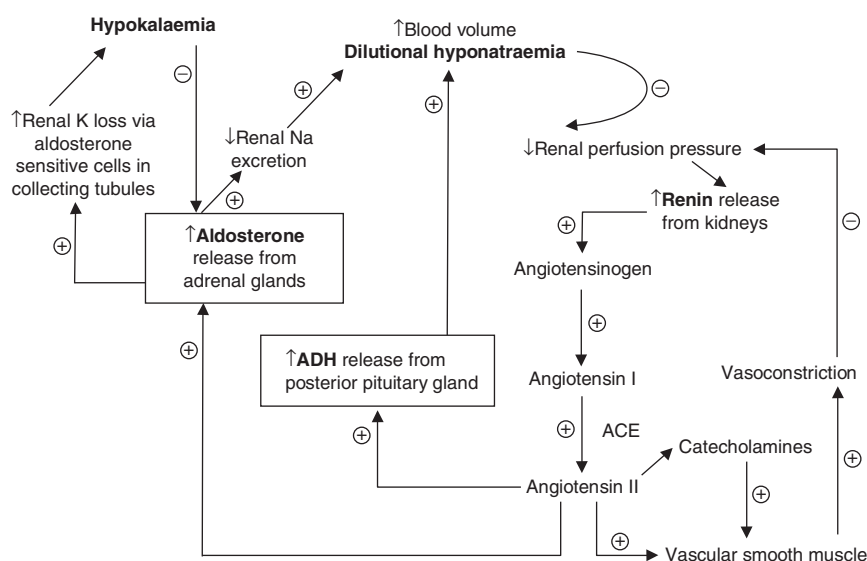 Hypokalaemia
↑Blood volume
Dilutional hyponatraemia
−
+
+
−
↑Renal K loss via
aldosterone
sensitive cells in
collecting tubules
↓Renal Na
excretion
↓Renal perfusion pressure
+
↑Renin release
from kidneys
+
−
+
↑Aldosterone
release from
adrenal glands
Angiotensinogen
+
+
↑ADH release from
posterior pituitary gland
Angiotensin I
Vasoconstriction
+
+
ACE
Catecholamines
+
+
Angiotensin II
+
Vascular smooth muscle